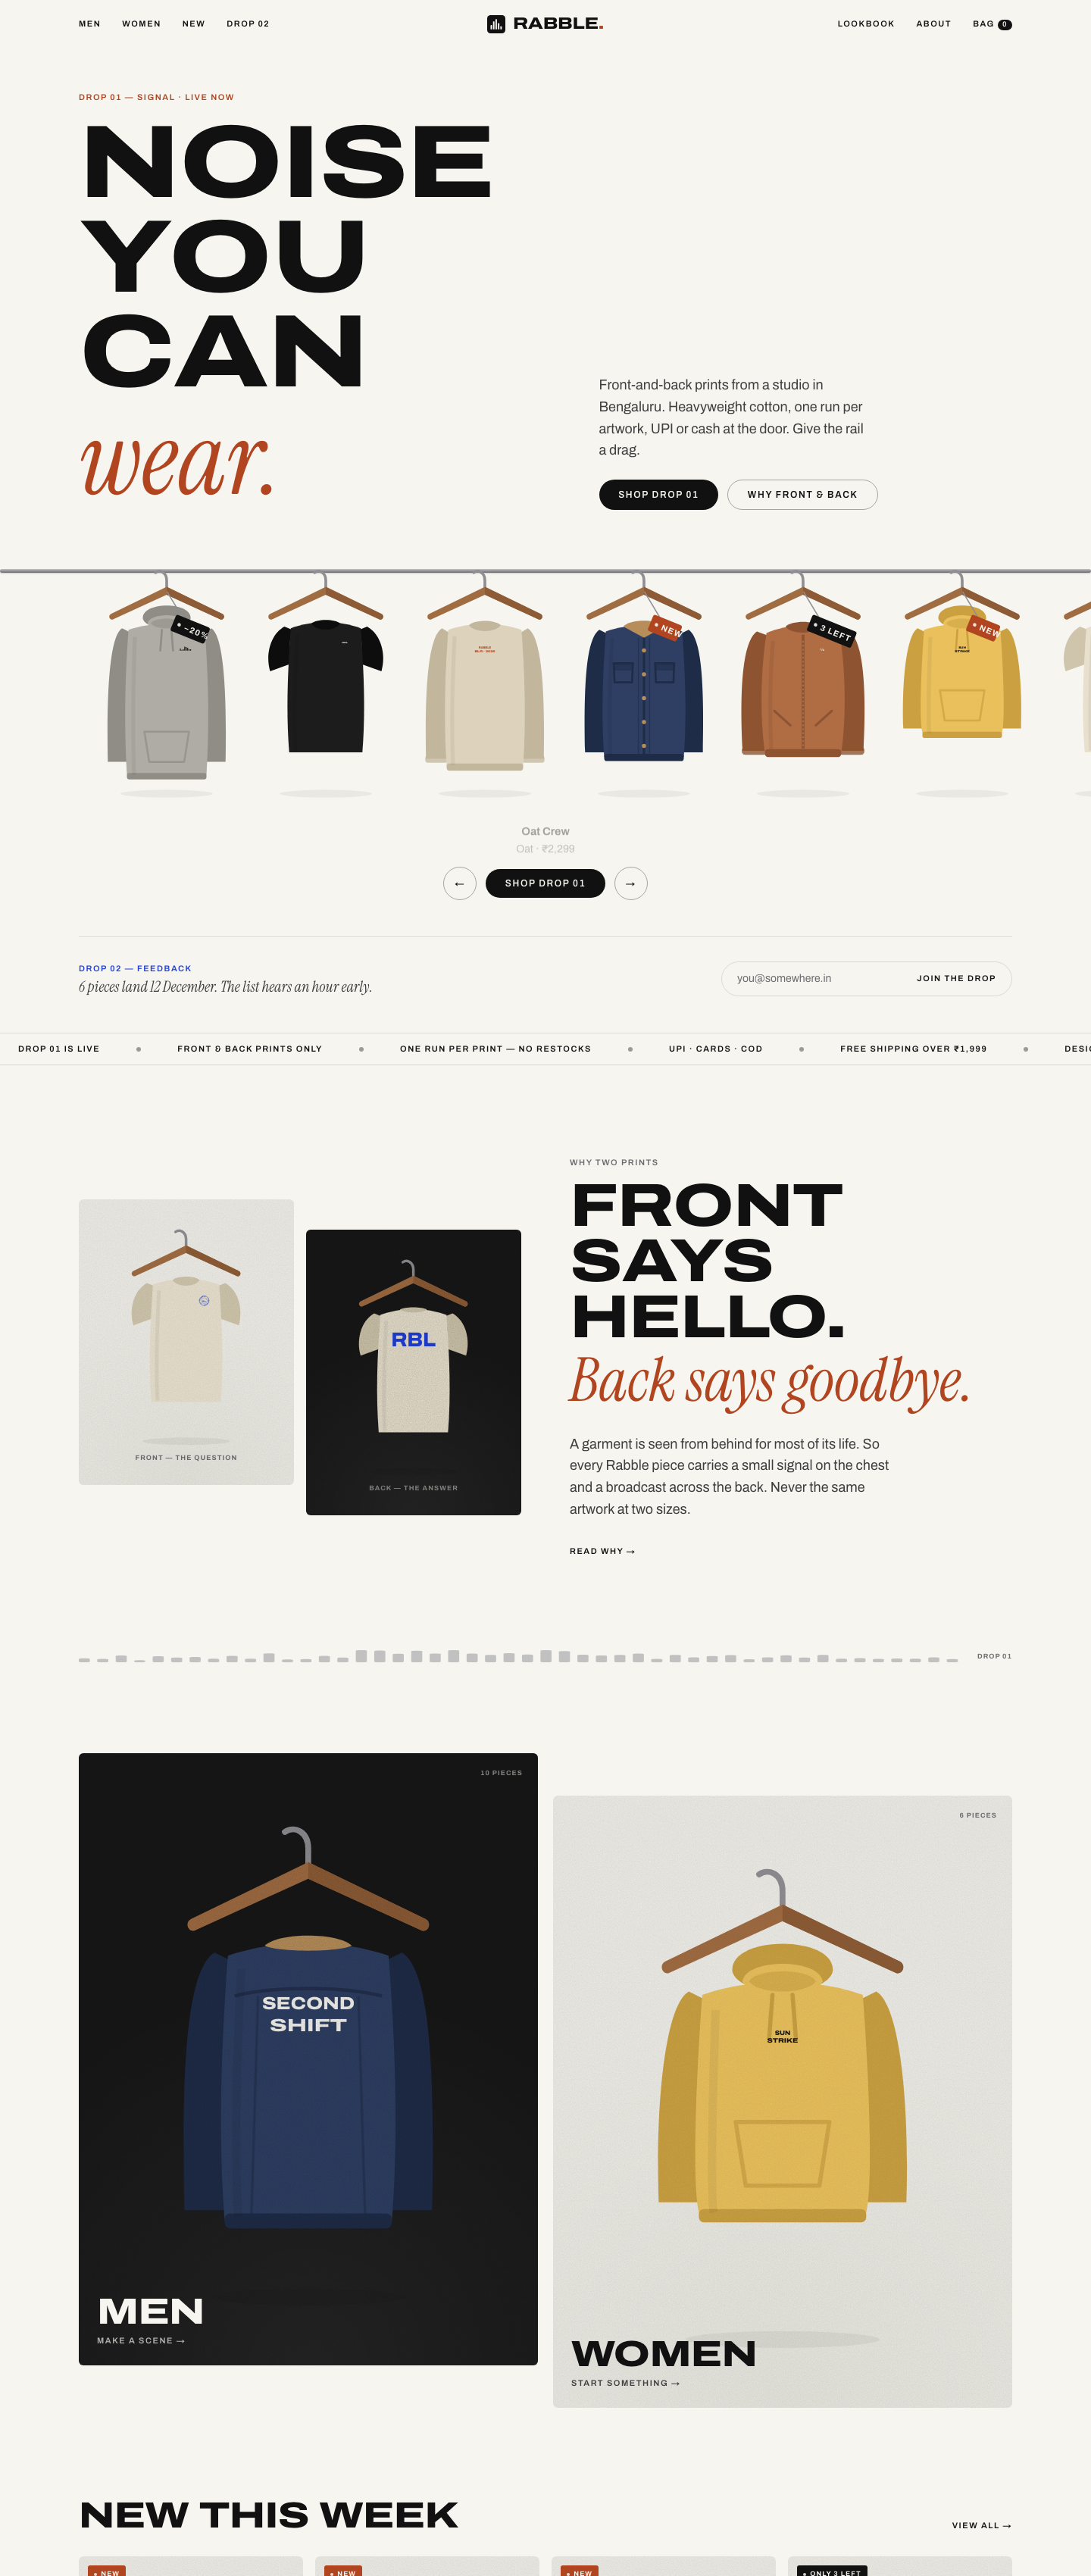 MEN WOMEN NEW DROP 02 RABBLE. LOOKBOOK ABOUT BAG 0
DROP 01 — SIGNAL · LIVE NOW
NOISE
YOU
CAN
wear.
Front-and-back prints from a studio in
Bengaluru. Heavyweight cotton, one run per
artwork, UPI or cash at the door. Give the rail
a drag.
SHOP DROP 01 WHY FRONT & BACK
−20%
NEW
3 LEFT
NEW
SUN
STRIKE
Oat Crew
Oat · ₹2,299
← SHOP DROP 01 →
DROP 02 — FEEDBACK
6 pieces land 12 December. The list hears an hour early.
you@somewhere.in JOIN THE DROP
DROP 01 IS LIVE • FRONT & BACK PRINTS ONLY • ONE RUN PER PRINT — NO RESTOCKS • UPI · CARDS · COD • FREE SHIPPING OVER ₹1,999 • DESI
WHY TWO PRINTS
FRONT
SAYS
HELLO.
Back says goodbye.
A garment is seen from behind for most of its life. So
every Rabble piece carries a small signal on the chest
and a broadcast across the back. Never the same
artwork at two sizes.
READ WHY →
FRONT — THE QUESTION
RBL
BACK — THE ANSWER
DROP 01
10 PIECES
SECOND
SHIFT
MEN
MAKE A SCENE →
6 PIECES
SUN
STRIKE
WOMEN
START SOMETHING →
NEW THIS WEEK
VIEW ALL →
NEW
NEW
NEW
ONLY 3 LEFT